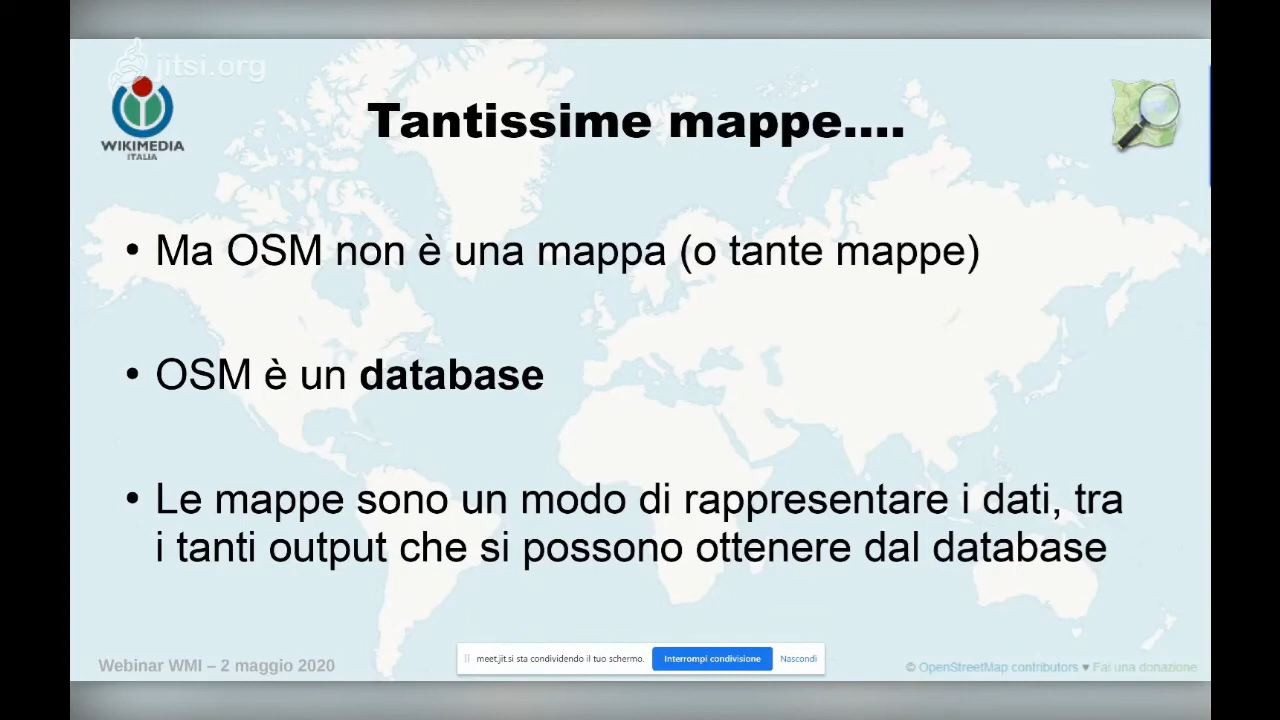 jitsi.org
WIKIMEDIA
ITALIA
Tantissime mappe....
• Ma OSM non è una mappa (o tante mappe)
• OSM è un database
• Le mappe sono un modo di rappresentare i dati, tra
i tanti output che si possono ottenere dal database
Webinar WMI – 2 maggio 2020
meet.jit.si sta condividendo il tuo schermo. Interrompi condivisione Nascondi
© OpenStreetMap contributors ♥ Fai una donazione